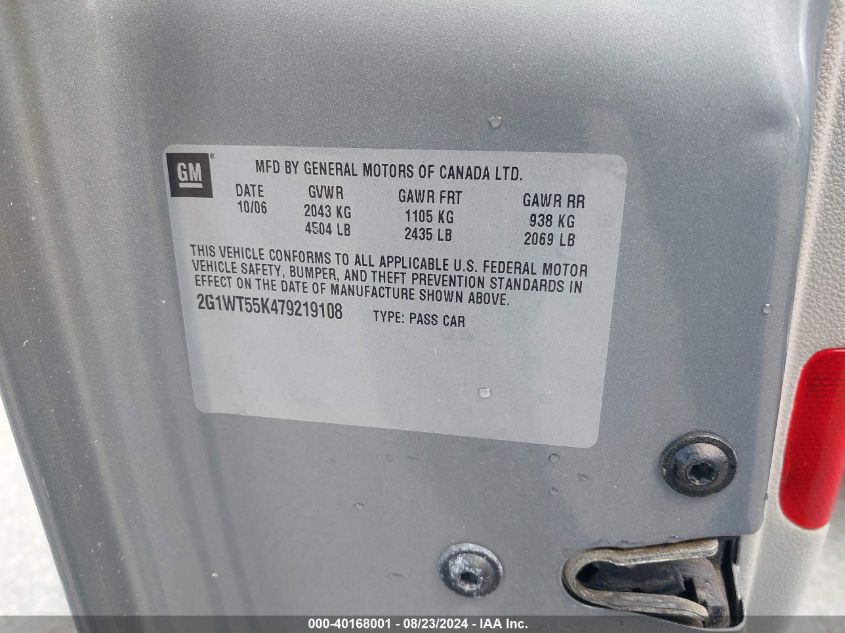 GM®
MFD BY GENERAL MOTORS OF CANADA LTD.
DATE GVWR GAWR FRT GAWR RR
10/06 2043 KG 1105 KG 938 KG
4504 LB 2435 LB 2069 LB
THIS VEHICLE CONFORMS TO ALL APPLICABLE U.S. FEDERAL MOTOR
VEHICLE SAFETY, BUMPER, AND THEFT PREVENTION STANDARDS IN
EFFECT ON THE DATE OF MANUFACTURE SHOWN ABOVE.
2G1WT55K479219108 TYPE: PASS CAR
000-40168001 - 08/23/2024 - IAA Inc.